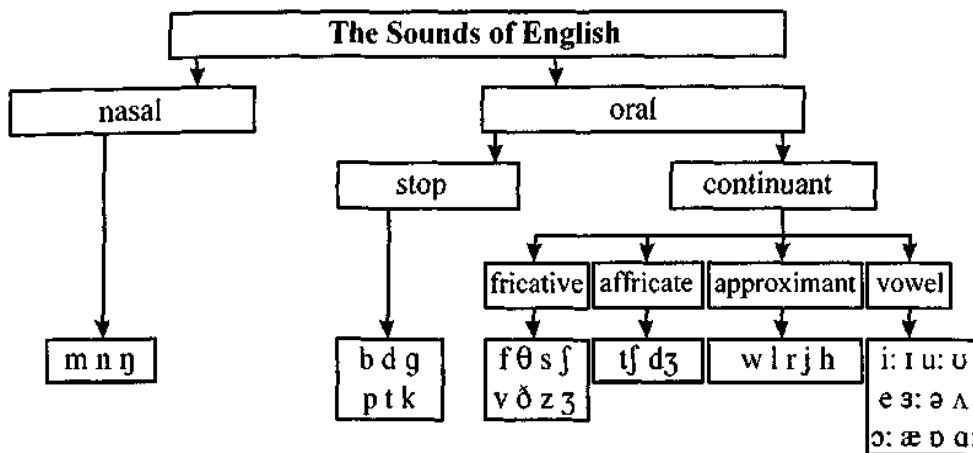 The Sounds of English
nasal
oral
stop
continuant
fricative
affricate
approximant
vowel
m n ŋ
b d g
p t k
f θ s ʃ
v ð z ʒ
tʃ dʒ
w l r j h
i: ɪ u: ʊ
e ɜ: ə ʌ
ɔ: æ ɒ ɑ: